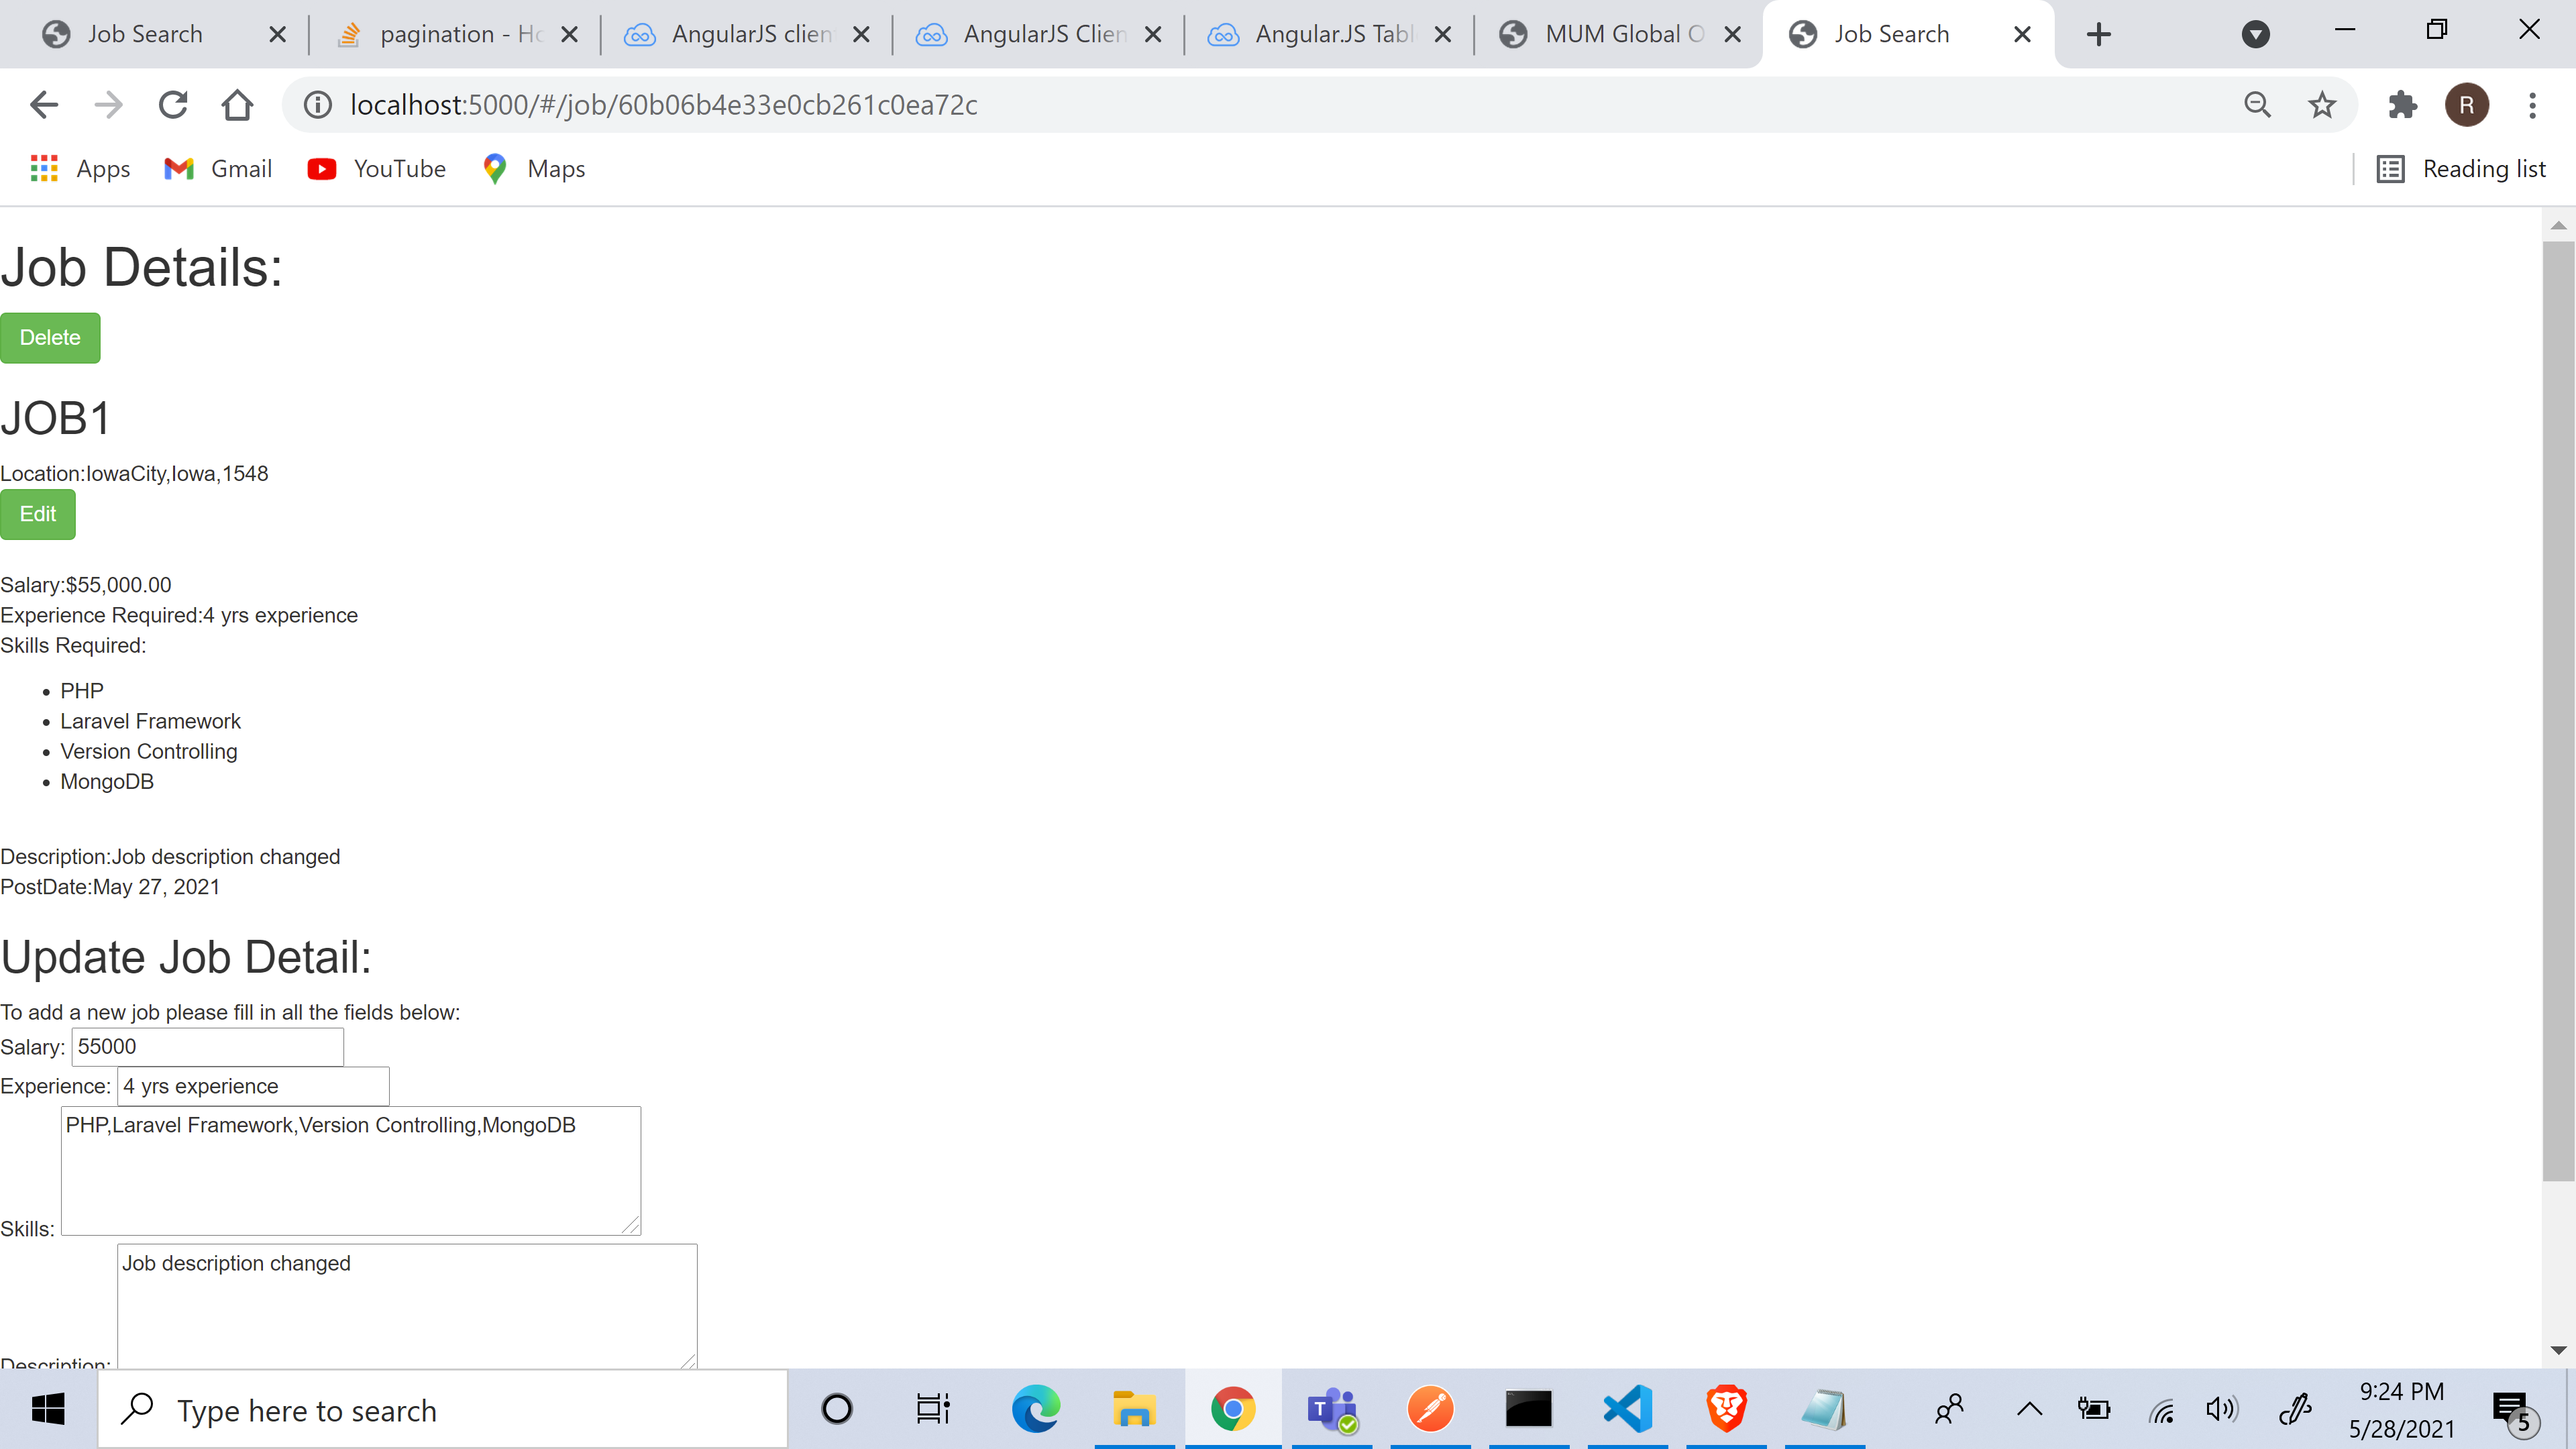 Job Search
pagination - Ho
AngularJS clien
AngularJS Clien
Angular.JS Tabl
MUM Global O
Job Search
localhost:5000/#/job/60b06b4e33e0cb261c0ea72c
R
Apps
Gmail
YouTube
Maps
Reading list
Job Details:
Delete
JOB1
Location:IowaCity,Iowa,1548
Edit
Salary:$55,000.00
Experience Required:4 yrs experience
Skills Required:
PHP
Laravel Framework
Version Controlling
MongoDB
Description:Job description changed
PostDate:May 27, 2021
Update Job Detail:
To add a new job please fill in all the fields below:
Salary: 55000
Experience: 4 yrs experience
PHP,Laravel Framework,Version Controlling,MongoDB
Skills:
Job description changed
Description:
Type here to search
T
9:24 PM
5/28/2021
5